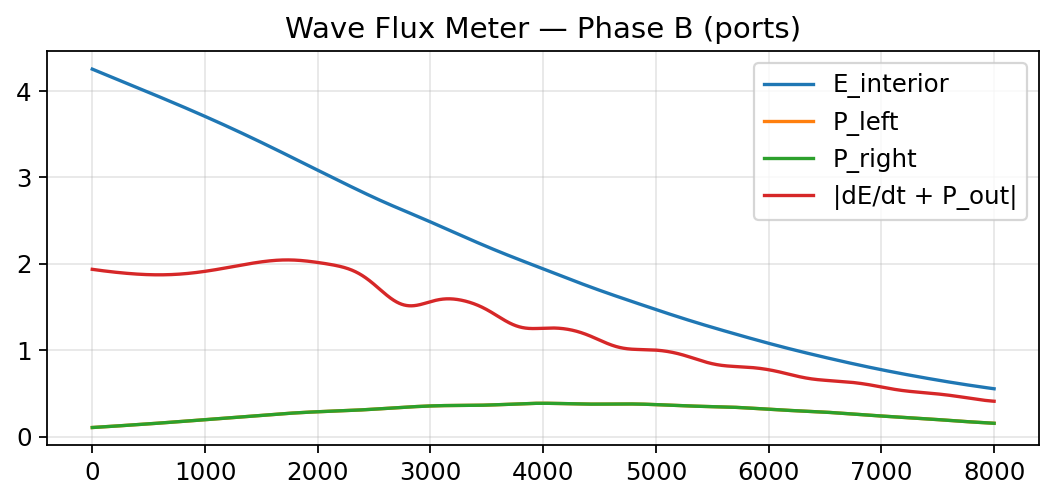 Wave Flux Meter — Phase B (ports)
4
3
2
1
0
E_interior
P_left
P_right
|dE/dt + P_out|
0 1000 2000 3000 4000 5000 6000 7000 8000